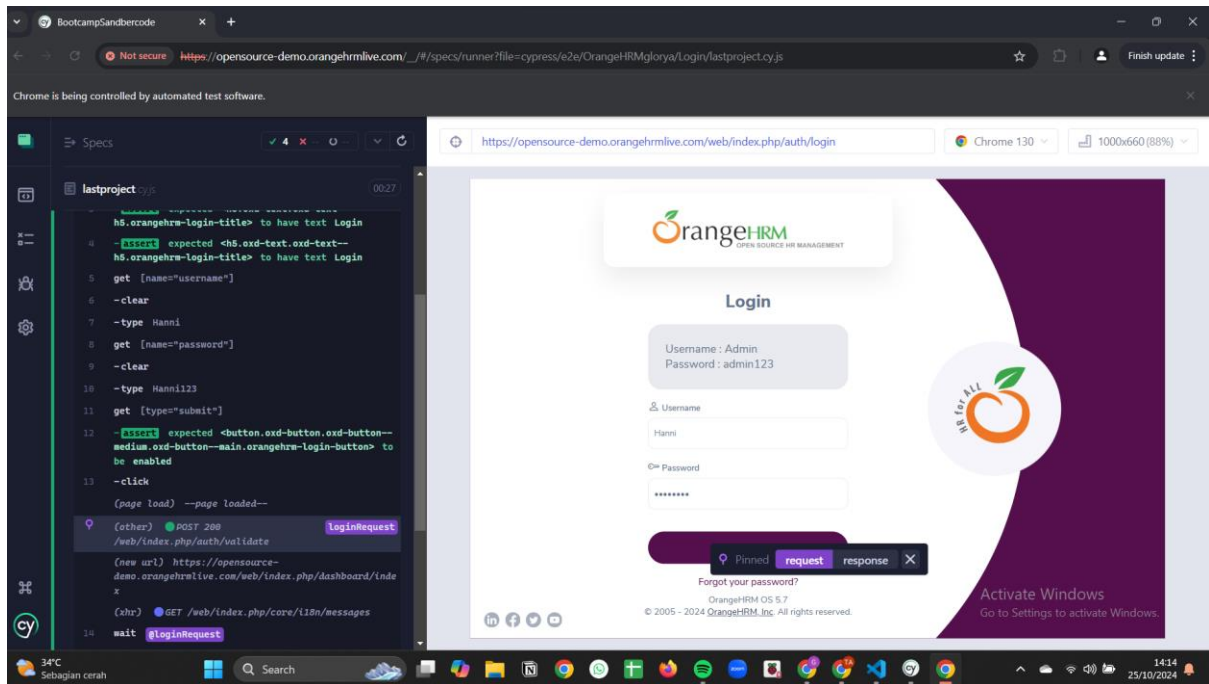 BootcampSandbercode
Not secure https://opensource-demo.orangehrmlive.com/__/#/specs/runner?file=cypress/e2e/OrangeHRMglorya/Login/lastproject.cy.js
Finish update
Chrome is being controlled by automated test software.
Specs
4
https://opensource-demo.orangehrmlive.com/web/index.php/auth/login
Chrome 130
1000x660 (88%)
lastproject.cy.js
00:27
h5.orangehrm-login-title> to have text Login
4 -assert expected <h5.oxd-text.oxd-text--
h5.orangehrm-login-title> to have text Login
5 get [name="username"]
6 -clear
7 -type Hanni
8 get [name="password"]
9 -clear
10 -type Hanni123
11 get [type="submit"]
12 -assert expected <button.oxd-button.oxd-button--
medium.oxd-button--main.orangehrm-login-button> to
be enabled
13 -click
(page load) --page loaded--
(other) POST 200 loginRequest
/web/index.php/auth/validate
(new url) https://opensource-
demo.orangehrmlive.com/web/index.php/dashboard/inde
x
(xhr) GET /web/index.php/core/i18n/messages
14 wait @loginRequest
OrangeHRM
OPEN SOURCE HR MANAGEMENT
Login
Username : Admin
Password : admin123
Username
Hanni
Password
••••••••
Pinned request response
Forgot your password?
OrangeHRM OS 5.7
© 2005 - 2024 OrangeHRM, Inc. All rights reserved.
HR for ALL
Activate Windows
Go to Settings to activate Windows.
cy
34°C
Sebagian cerah
Search
14:14
25/10/2024